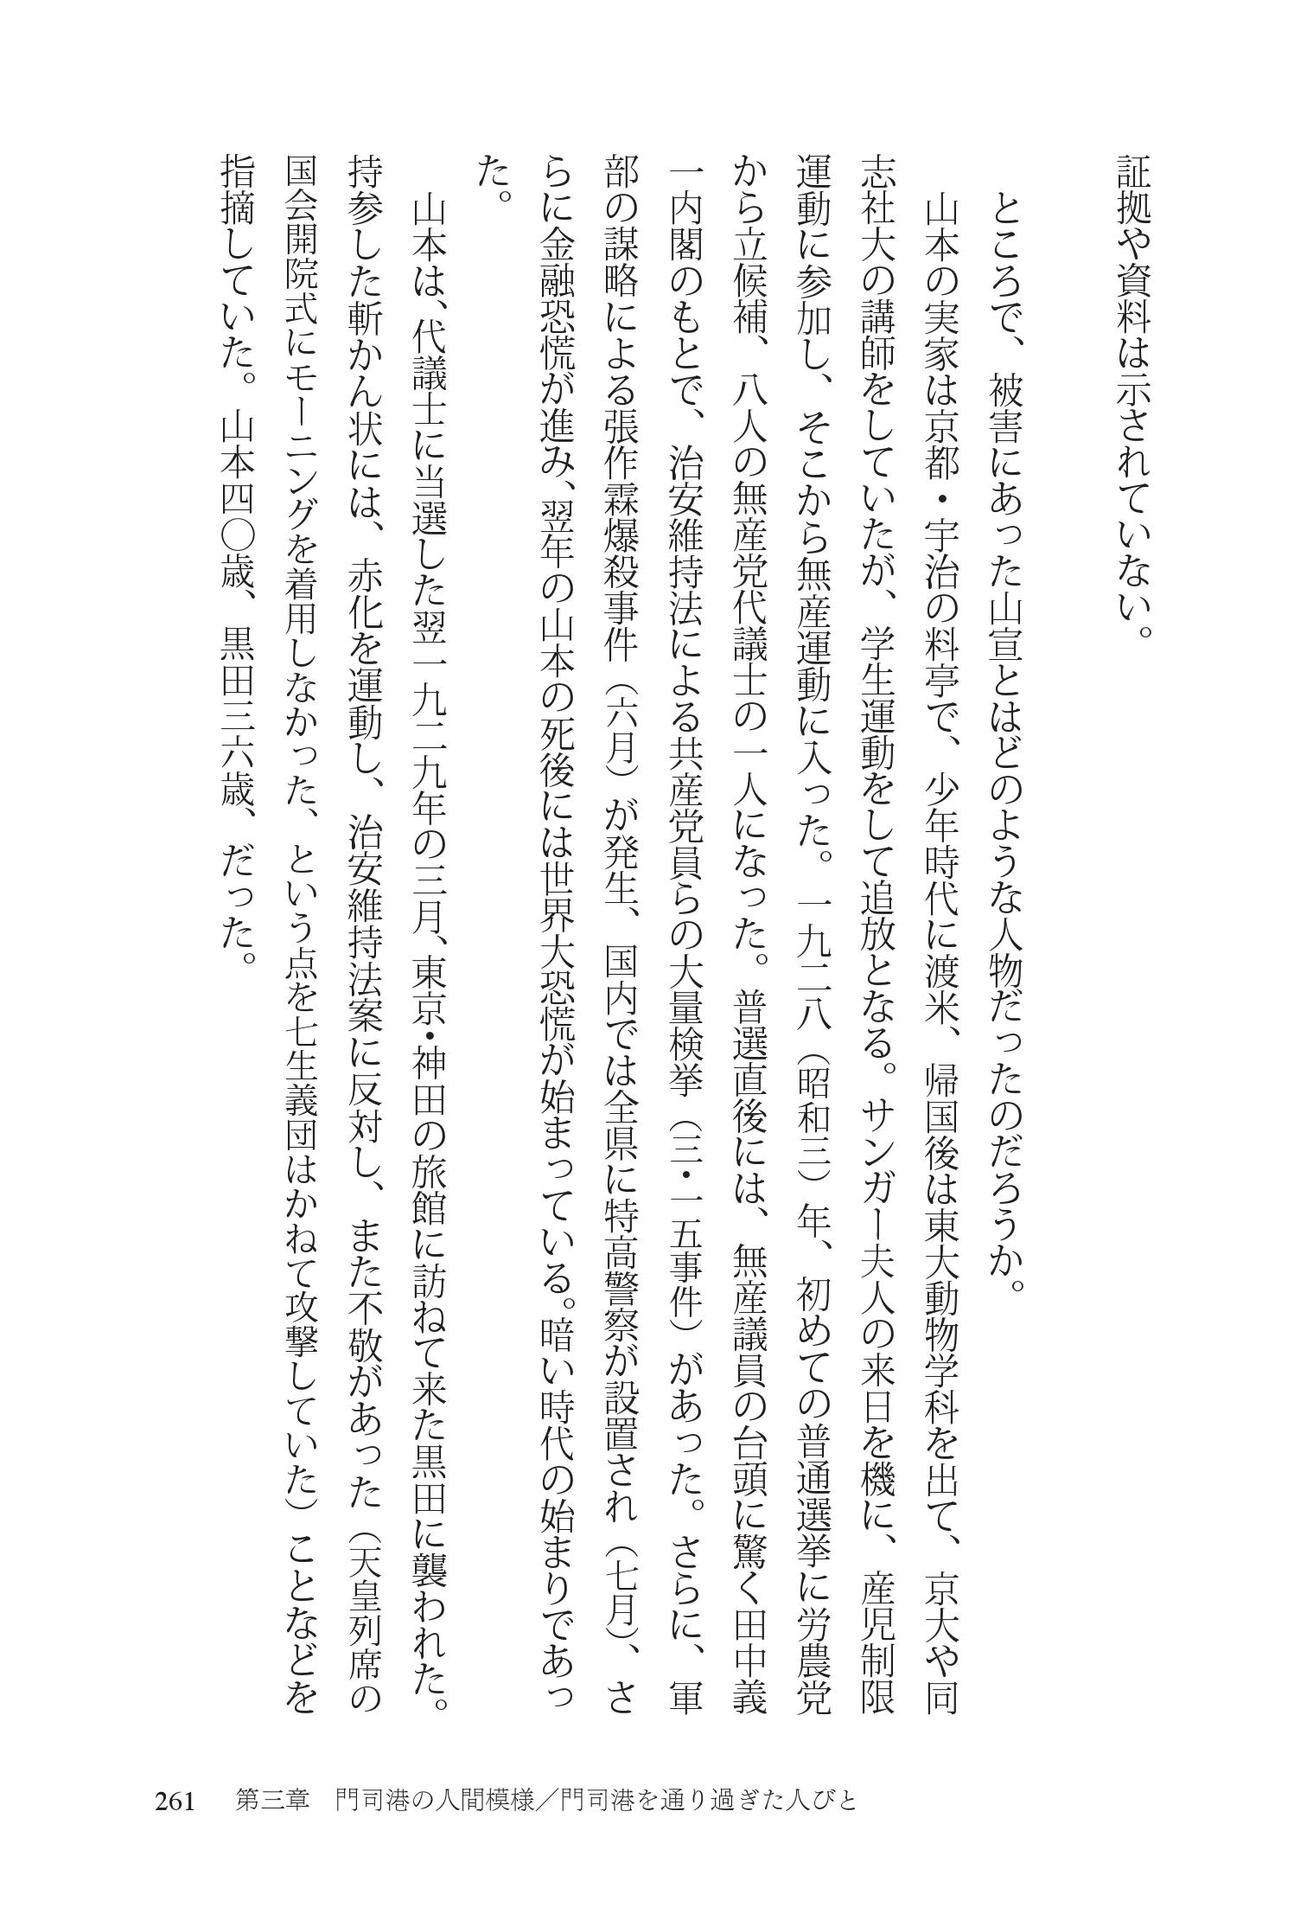 証拠や資料は示されていない。
ところで、被害にあった山宣とはどのような人物だったのだろうか。
山本の実家は京都・宇治の料亭で、少年時代に渡米、帰国後は東大動物学科を出て、京大や同
志社大の講師をしていたが、学生運動をして追放となる。サンガー夫人の来日を機に、産児制限
運動に参加し、そこから無産運動に入った。一九二八（昭和三）年、初めての普通選挙に労農党
から立候補、八人の無産党代議士の一人になった。普選直後には、無産議員の台頭に驚く田中義
一内閣のもとで、治安維持法による共産党員らの大量検挙（三・一五事件）があった。さらに、軍
部の謀略による張作霖爆殺事件（六月）が発生、国内では全県に特高警察が設置され（七月）、さ
らに金融恐慌が進み、翌年の山本の死後には世界大恐慌が始まっている。暗い時代の始まりであっ
た。
山本は、代議士に当選した翌一九二九年の三月、東京・神田の旅館に訪ねて来た黒田に襲われた。
持参した斬かん状には、赤化を運動し、治安維持法案に反対し、また不敬があった（天皇列席の
国会開院式にモーニングを着用しなかった、という点を七生義団はかねて攻撃していた）ことなどを
指摘していた。山本四〇歳、黒田三六歳、だった。
261 第三章 門司港の人間模様／門司港を通り過ぎた人びと